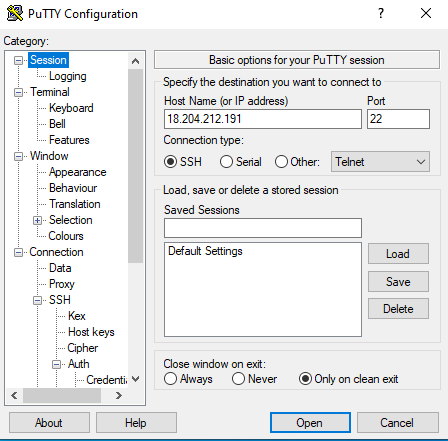 PuTTY Configuration
?
Category:
Session
Logging
Terminal
Keyboard
Bell
Features
Window
Appearance
Behaviour
Translation
Selection
Colours
Connection
Data
Proxy
SSH
Kex
Host keys
Cipher
Auth
Basic options for your PuTTY session
Specify the destination you want to connect to
Host Name (or IP address) Port
18.204.212.191 22
Connection type:
SSH Serial Other: Telnet
Load, save or delete a stored session
Saved Sessions
Default Settings
Load
Save
Delete
Close window on exit:
Always Never Only on clean exit
About Help Open Cancel